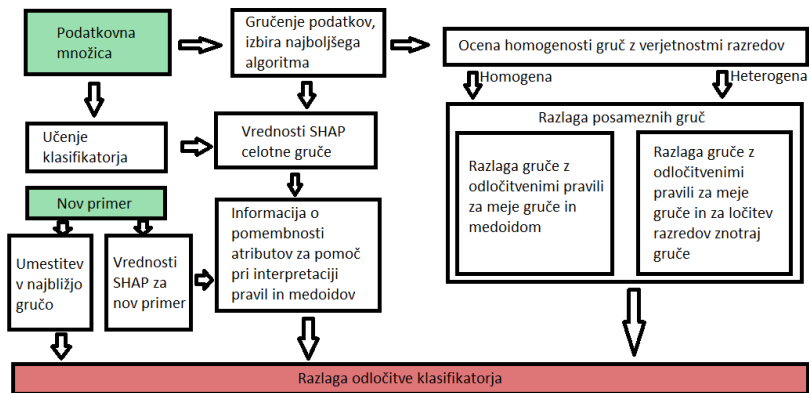 Podatkovna
množica
Gručenje podatkov,
izbira najboljšega
algoritma
Ocena homogenosti gruč z verjetnostmi razredov
Homogena
Heterogena
Učenje
klasifikatorja
Vrednosti SHAP
celotne gruče
Razlaga posameznih gruč
Razlaga gruče z
odločitvenimi pravili
za meje gruče in
medoidom
Razlaga gruče z
odločitvenimi
pravili za meje
gruče in za ločitev
razredov znotraj
gruče
Nov primer
Umestitev
v najbližjo
gručo
Vrednosti
SHAP za
nov primer
Informacija o
pomembnosti
atributov za pomoč
pri interpretaciji
pravil in medoidov
Razlaga odločitve klasifikatorja